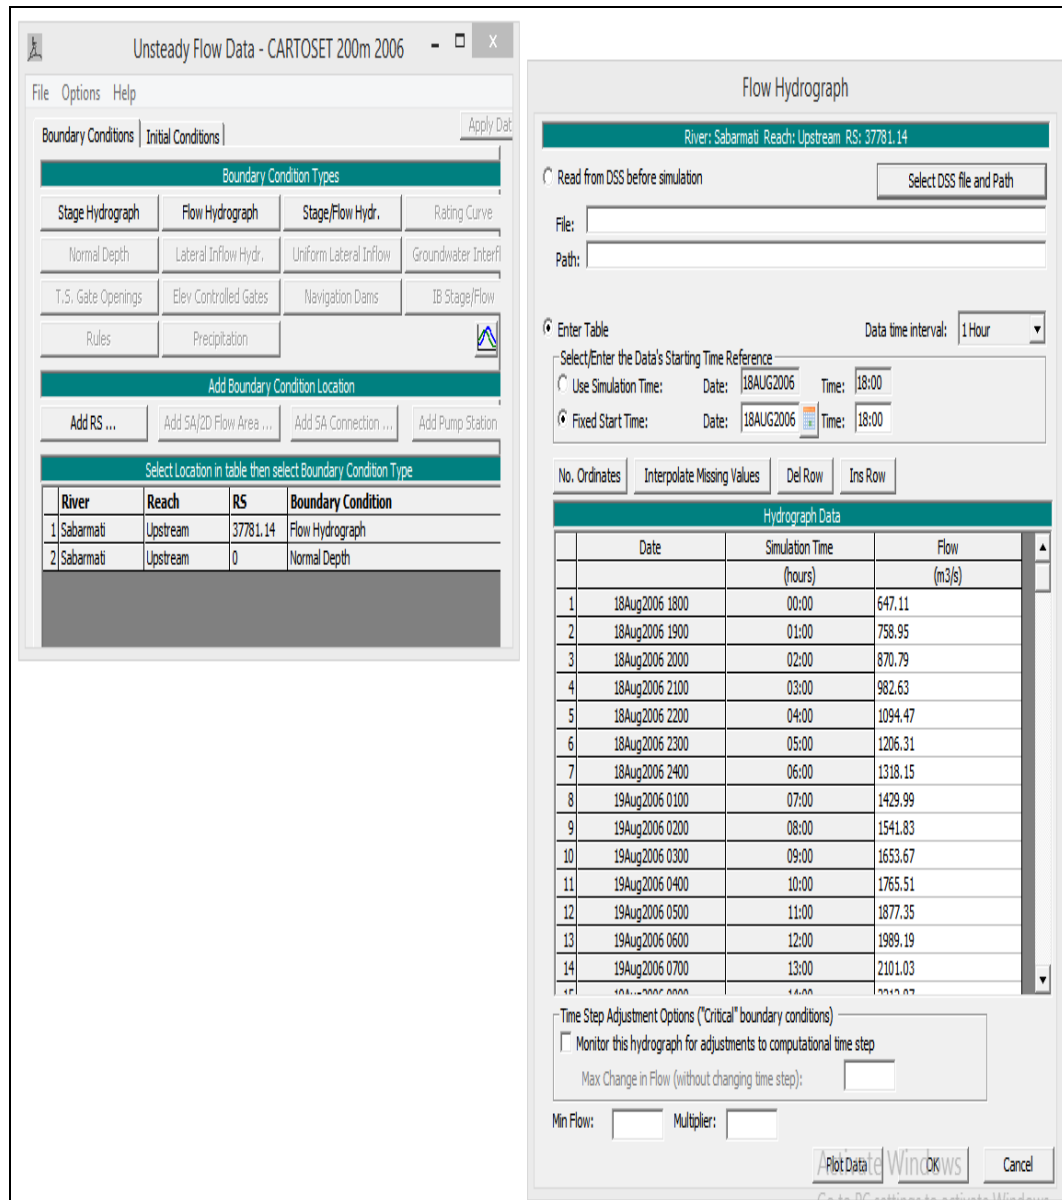 Unsteady Flow Data - CARTOSET 200m 2006
File Options Help
Boundary Conditions Initial Conditions Apply Dat
Boundary Condition Types
Stage Hydrograph Flow Hydrograph Stage/Flow Hydr. Rating Curve
Normal Depth Lateral Inflow Hydr. Uniform Lateral Inflow Groundwater Interfl
T.S. Gate Openings Elev Controlled Gates Navigation Dams IB Stage/Flow
Rules Precipitation
Add Boundary Condition Location
Add RS ... Add SA/2D Flow Area ... Add SA Connection ... Add Pump Station
Select Location in table then select Boundary Condition Type
River Reach RS Boundary Condition
1 Sabarmati Upstream 37781.14 Flow Hydrograph
2 Sabarmati Upstream 0 Normal Depth
Flow Hydrograph
River: Sabarmati Reach: Upstream RS: 37781.14
Read from DSS before simulation Select DSS file and Path
File:
Path:
Enter Table Data time interval: 1 Hour
Select/Enter the Data's Starting Time Reference
Use Simulation Time: Date: 18AUG2006 Time: 18:00
Fixed Start Time: Date: 18AUG2006 Time: 18:00
No. Ordinates Interpolate Missing Values Del Row Ins Row
Hydrograph Data
Date Simulation Time Flow
(hours) (m3/s)
1 18Aug2006 1800 00:00 647.11
2 18Aug2006 1900 01:00 758.95
3 18Aug2006 2000 02:00 870.79
4 18Aug2006 2100 03:00 982.63
5 18Aug2006 2200 04:00 1094.47
6 18Aug2006 2300 05:00 1206.31
7 18Aug2006 2400 06:00 1318.15
8 19Aug2006 0100 07:00 1429.99
9 19Aug2006 0200 08:00 1541.83
10 19Aug2006 0300 09:00 1653.67
11 19Aug2006 0400 10:00 1765.51
12 19Aug2006 0500 11:00 1877.35
13 19Aug2006 0600 12:00 1989.19
14 19Aug2006 0700 13:00 2101.03
Time Step Adjustment Options ("Critical" boundary conditions)
Monitor this hydrograph for adjustments to computational time step
Max Change in Flow (without changing time step):
Min Flow: Multiplier:
Activate Windows
Plot Data OK Cancel